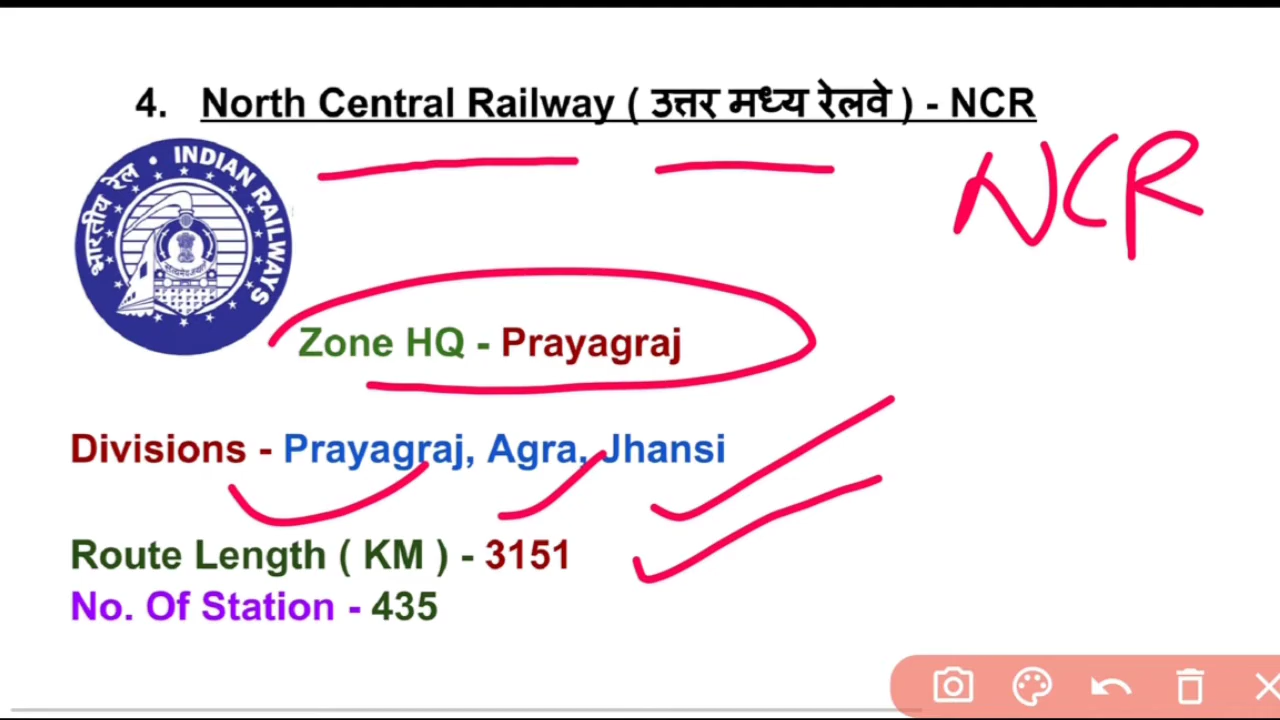 4. North Central Railway ( उत्तर मध्य रेलवे ) - NCR
NCR
भारतीय रेल • INDIAN RAILWAYS
Zone HQ - Prayagraj
Divisions - Prayagraj, Agra, Jhansi
Route Length ( KM ) - 3151
No. Of Station - 435